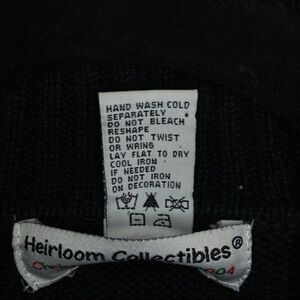 HAND WASH COLD
SEPARATELY
DO NOT BLEACH
RESHAPE
DO NOT TWIST
OR WRING
LAY FLAT TO DRY
COOL IRON
IF NEEDED
DO NOT IRON
ON DECORATION
Heirloom Collectibles®